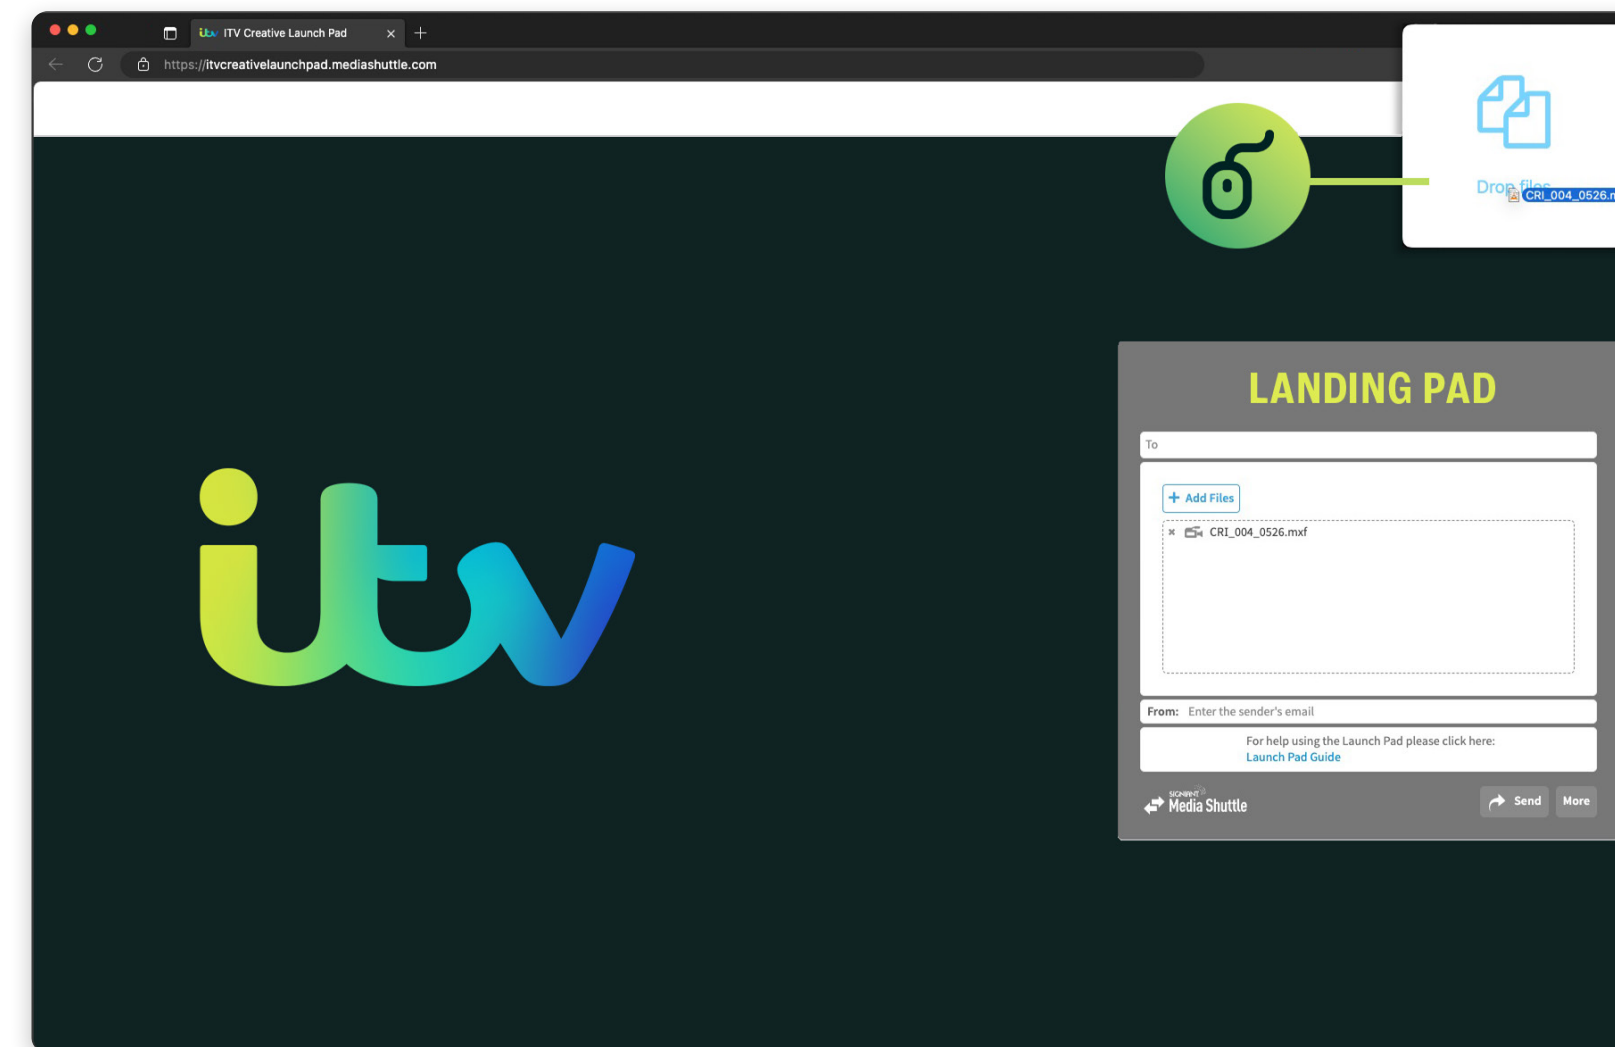 itv ITV Creative Launch Pad
https://itvcreativelaunchpad.mediashuttle.com
Drop files
CRI_004_0526.m
LANDING PAD
To
+ Add Files
CRI_004_0526.mxf
itv
From: Enter the sender's email
For help using the Launch Pad please click here:
Launch Pad Guide
SIGNIANT
Media Shuttle
Send More